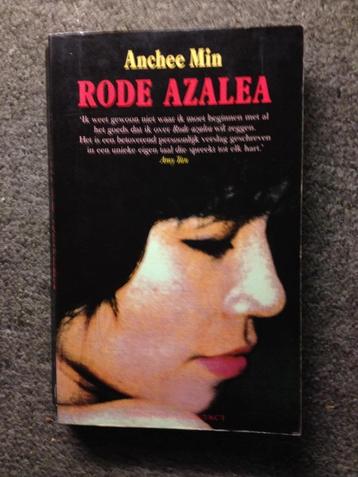 Anchee Min
RODE AZALEA
'Ik weet gewoon niet waar ik moet beginnen met al
het goeds dat ik over Rode azalea wil zeggen.
Het is een betoverend persoonlijk verslag geschreven
in een unieke eigen taal die spreekt tot elk hart.'
Amy Tan